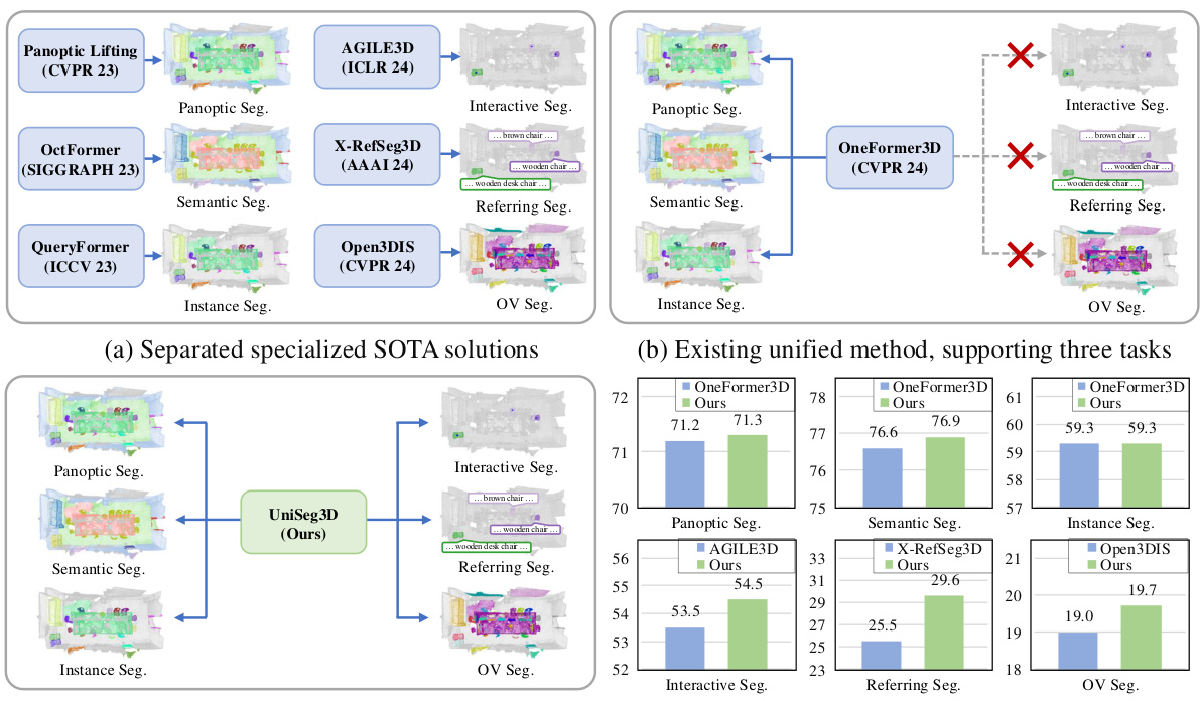 Panoptic Lifting
(CVPR 23)
Panoptic Seg.
AGILE3D
(ICLR 24)
Interactive Seg.
OctFormer
(SIGGRAPH 23)
Semantic Seg.
X-RefSeg3D
(AAAI 24)
... brown chair ...
... wooden chair ...
... wooden desk chair ...
Referring Seg.
QueryFormer
(ICCV 23)
Instance Seg.
Open3DIS
(CVPR 24)
OV Seg.
(a) Separated specialized SOTA solutions
Panoptic Seg.
Semantic Seg.
Instance Seg.
OneFormer3D
(CVPR 24)
Interactive Seg.
... brown chair ...
... wooden chair ...
... wooden desk chair ...
Referring Seg.
OV Seg.
(b) Existing unified method, supporting three tasks
Panoptic Seg.
Semantic Seg.
Instance Seg.
UniSeg3D
(Ours)
Interactive Seg.
... brown chair ...
... wooden chair ...
... wooden desk chair ...
Referring Seg.
OV Seg.
72
71
70
OneFormer3D
Ours
71.2
71.3
Panoptic Seg.
78
77
76
75
OneFormer3D
Ours
76.6
76.9
Semantic Seg.
61
60
59
58
57
OneFormer3D
Ours
59.3
59.3
Instance Seg.
56
55
54
53
52
AGILE3D
Ours
53.5
54.5
Interactive Seg.
33
31
29
27
25
23
X-RefSeg3D
Ours
25.5
29.6
Referring Seg.
21
20
19
18
Open3DIS
Ours
19.0
19.7
OV Seg.